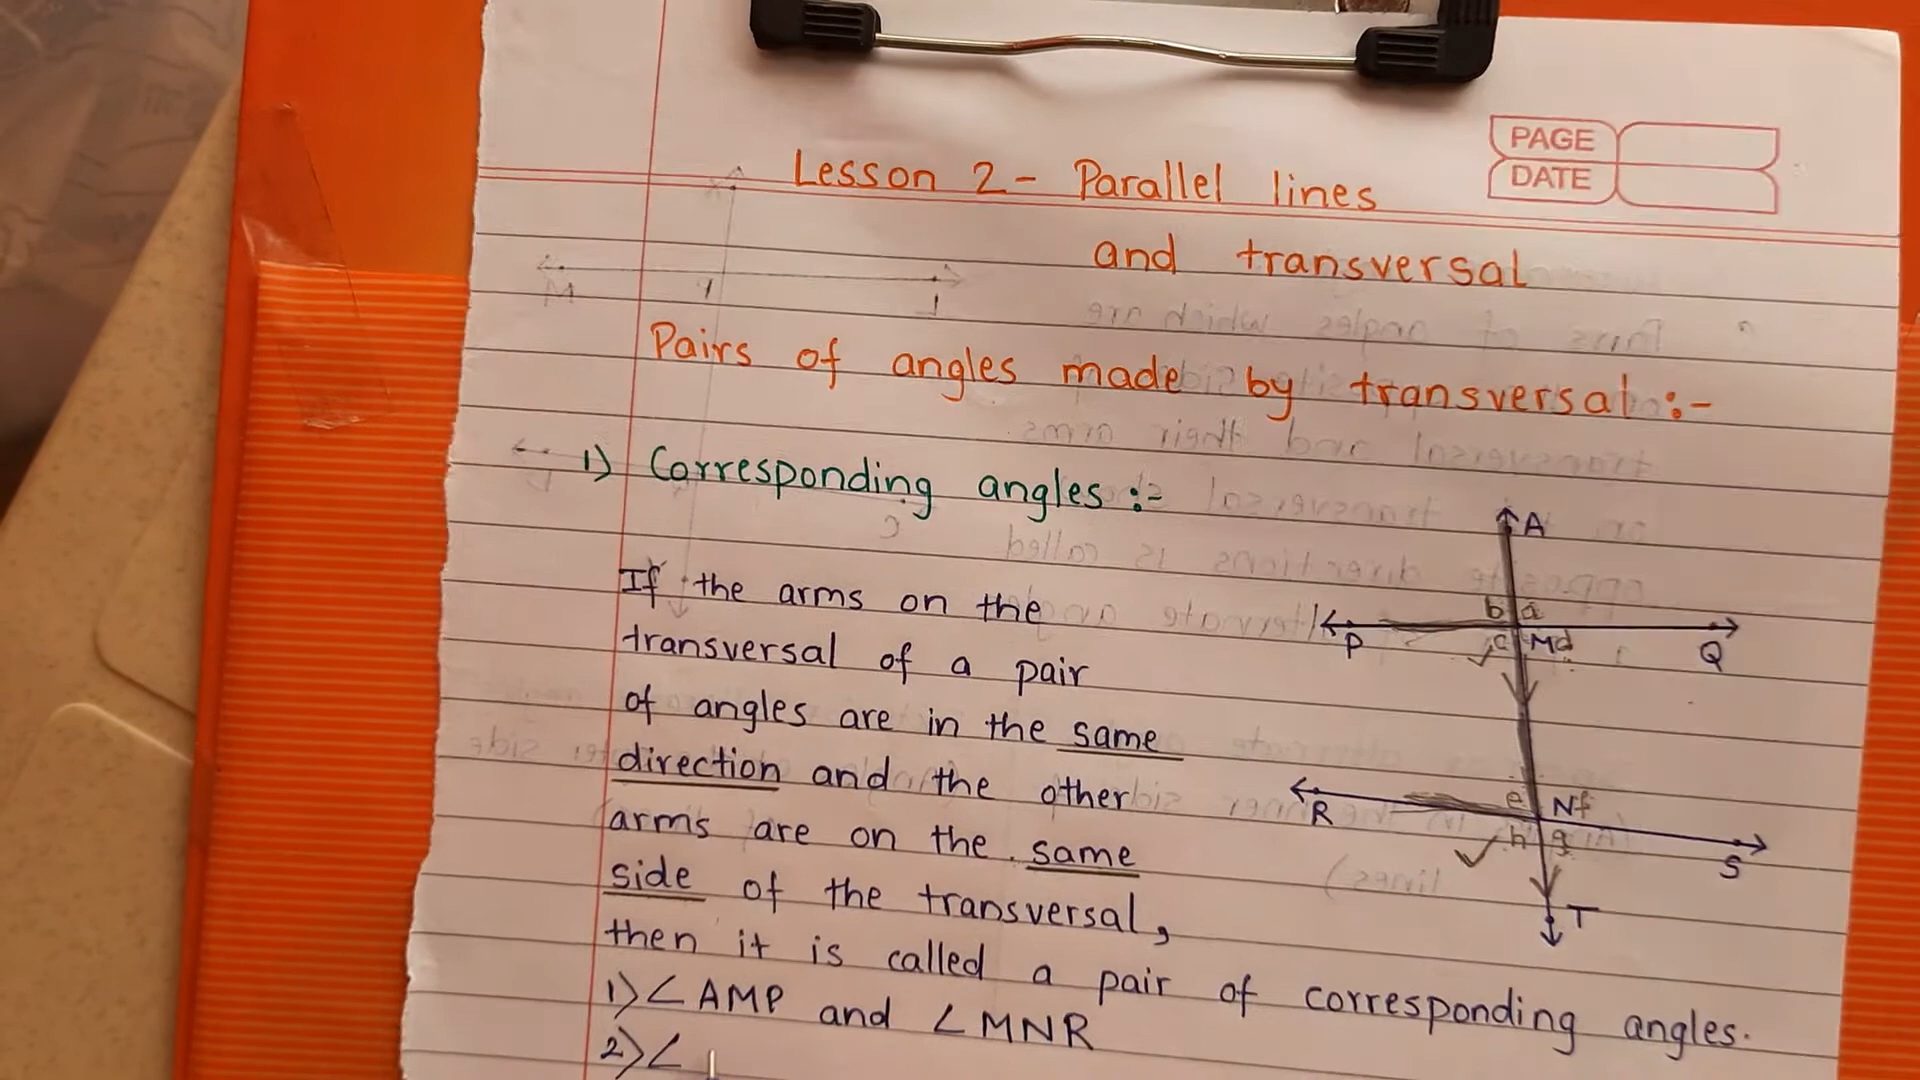 PAGE
DATE
Lesson 2 - Parallel lines
and transversal
Pairs of angles made by transversal :-
1) Corresponding angles :-
If the arms on the
transversal of a pair
of angles are in the same
direction and the other
arms are on the same
side of the transversal,
then it is called a pair of corresponding angles.
1) ∠AMP and ∠MNR
2) ∠
A
b a
P c M d Q
e N f
R h g S
T